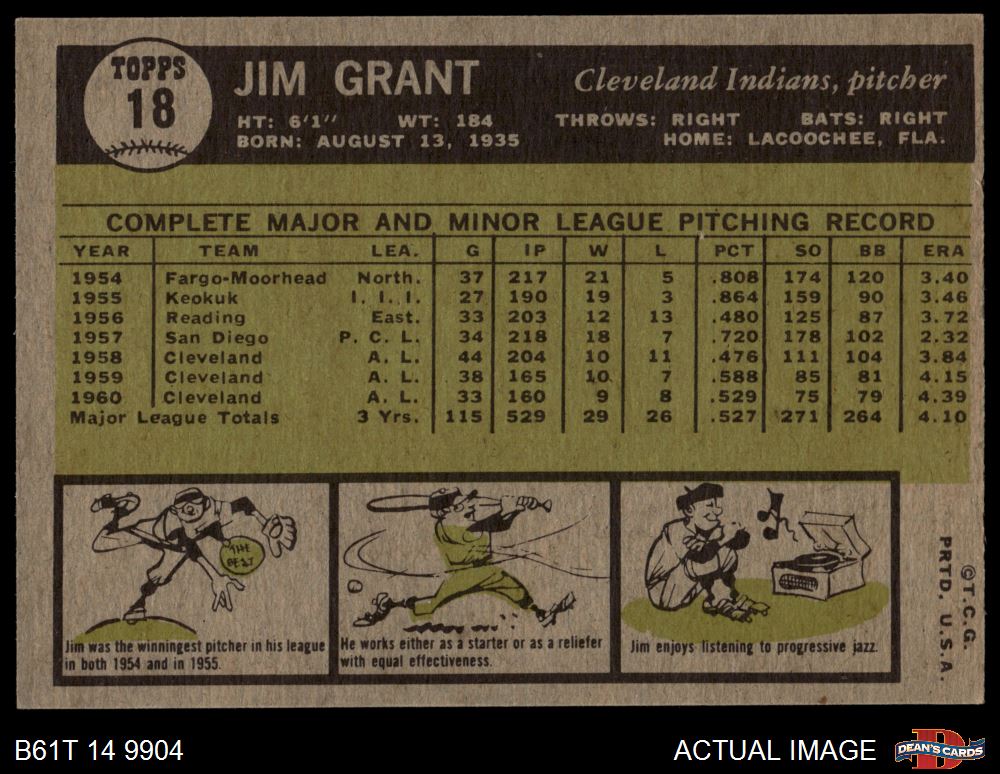 TOPPS
18
JIM GRANT
Cleveland Indians, pitcher
HT: 6'1" WT: 184 THROWS: RIGHT BATS: RIGHT
BORN: AUGUST 13, 1935 HOME: LACOOCHEE, FLA.
COMPLETE MAJOR AND MINOR LEAGUE PITCHING RECORD
YEAR TEAM LEA. G IP W L PCT SO BB ERA
1954 Fargo-Moorhead North. 37 217 21 5 .808 174 120 3.40
1955 Keokuk I. I. I. 27 190 19 3 .864 159 90 3.46
1956 Reading East. 33 203 12 13 .480 125 87 3.72
1957 San Diego P. C. L. 34 218 18 7 .720 178 102 2.32
1958 Cleveland A. L. 44 204 10 11 .476 111 104 3.84
1959 Cleveland A. L. 38 165 10 7 .588 85 81 4.15
1960 Cleveland A. L. 33 160 9 8 .529 75 79 4.39
Major League Totals 3 Yrs. 115 529 29 26 .527 271 264 4.10
THE
BEST
Jim was the winningest pitcher in his league
in both 1954 and in 1955.
He works either as a starter or as a reliefer
with equal effectiveness.
Jim enjoys listening to progressive jazz.
©T.C.G.
PRTD. U.S.A.
B61T 14 9904
ACTUAL IMAGE
DEAN'S CARDS